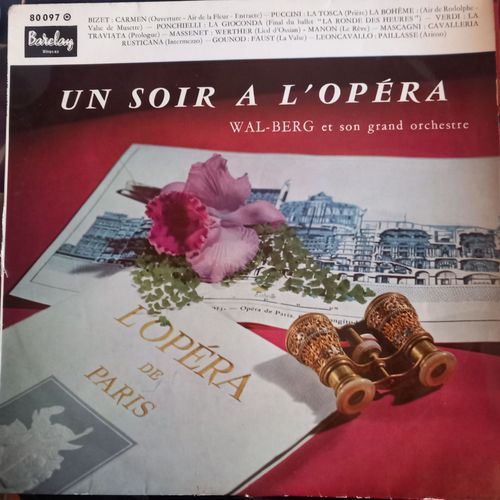 80 097
Barclay
BIZET : CARMEN (Ouverture - Air de la Fleur - Entracte) — PUCCINI : LA TOSCA (Prière) LA BOHÊME : (Air de Rodolphe -
Valse de Musette) — PONCHIELLI : LA GIOCONDA (Final du ballet "LA RONDE DES HEURES") — VERDI : LA
TRAVIATA (Prologue) — MASSENET : WERTHER (Lied d'Ossian) - MANON (Le Rêve) — MASCAGNI : CAVALLERIA
RUSTICANA (Intermezzo) — GOUNOD : FAUST (La Valse) — LEONCAVALLO : PAILLASSE (Arioso)
UN SOIR A L'OPÉRA
WAL-BERG et son grand orchestre
— Opéra de Paris.
L'OPÉRA
DE
PARIS